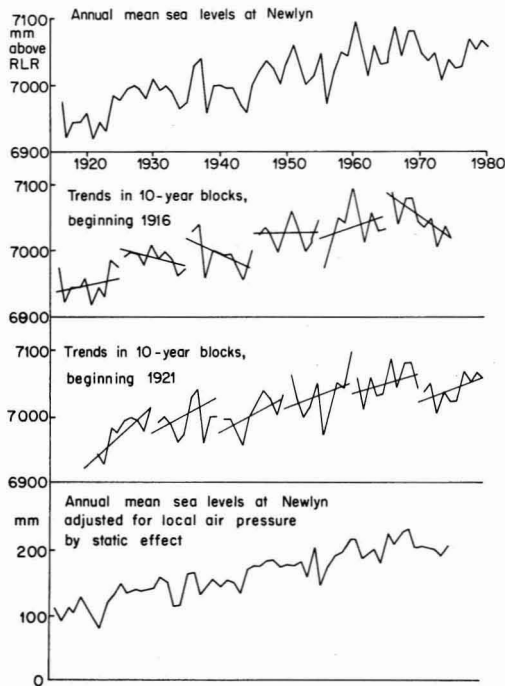 7100
mm
above
RLR
7000
6900
Annual mean sea levels at Newlyn
1920 1930 1940 1950 1960 1970 1980
7100
7000
6900
Trends in 10-year blocks,
beginning 1916
7100
7000
6900
Trends in 10-year blocks,
beginning 1921
mm
200
100
0
Annual mean sea levels at Newlyn
adjusted for local air pressure
by static effect